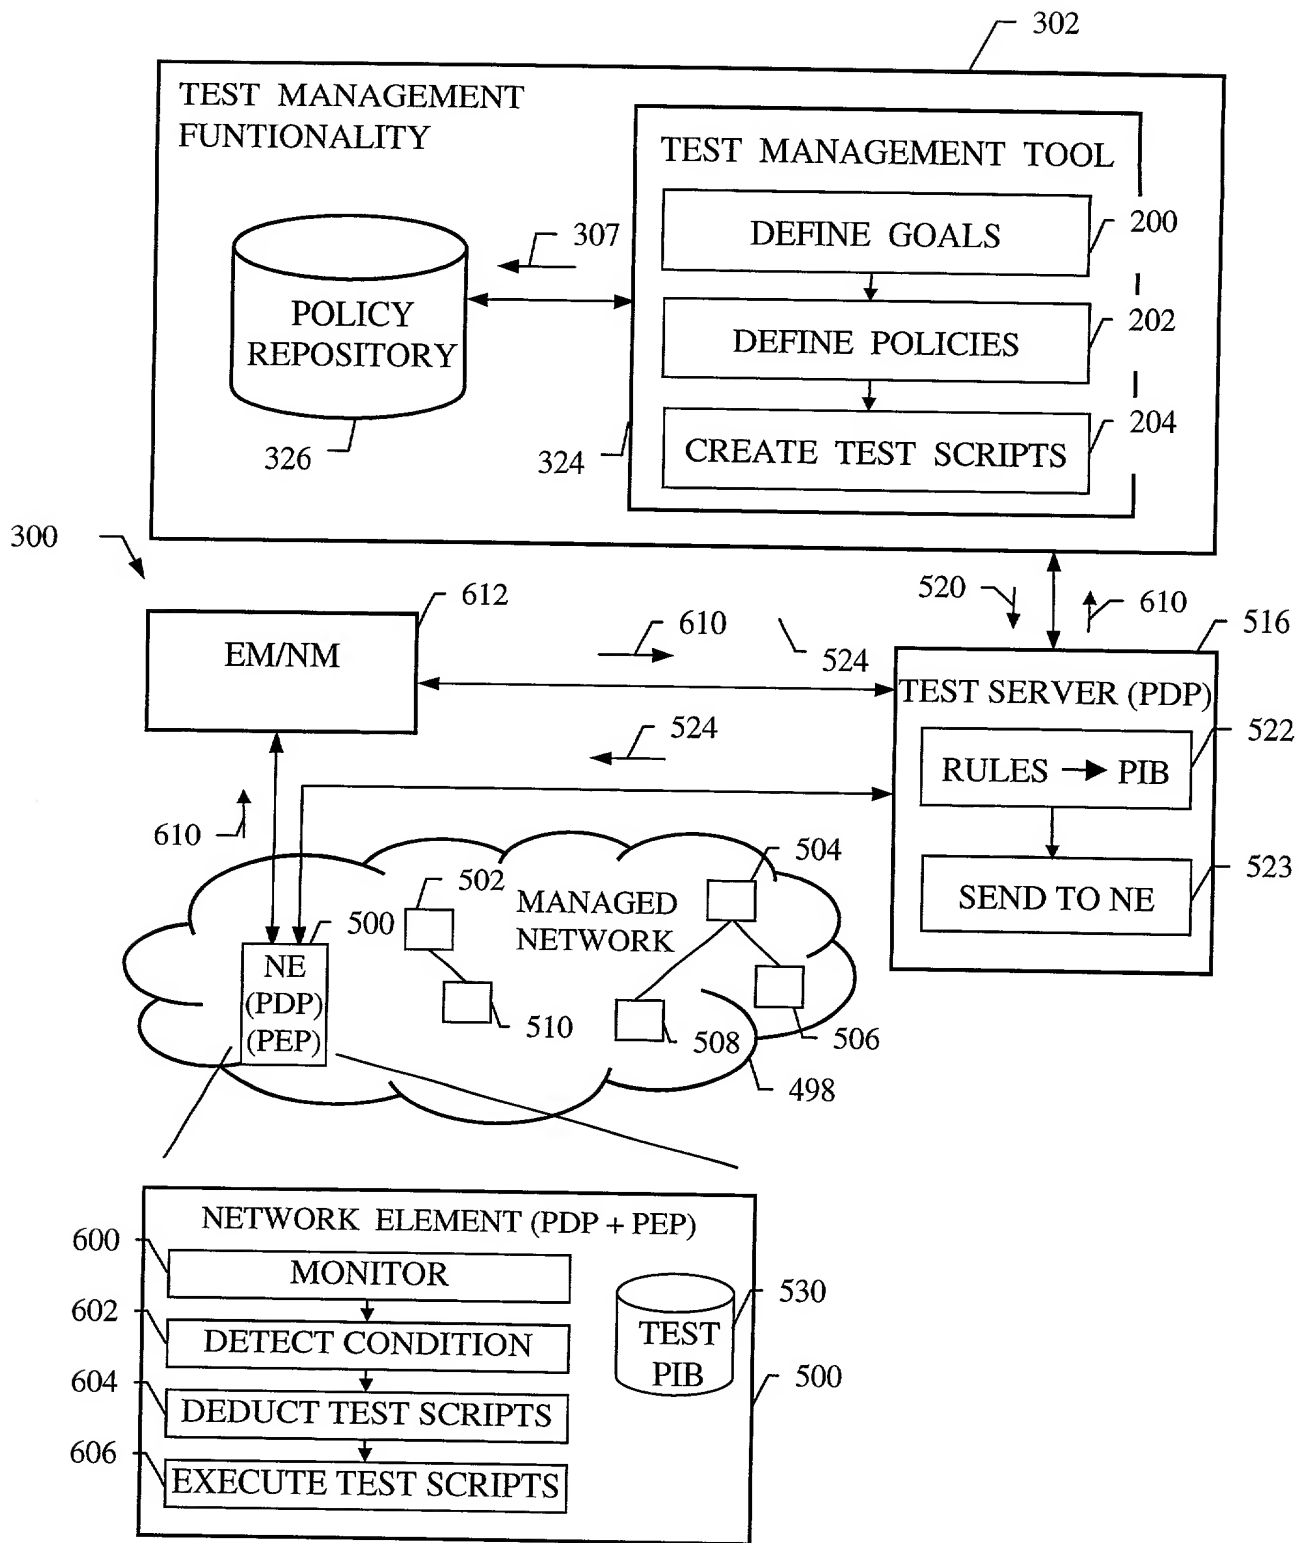 302
TEST MANAGEMENT
FUNTIONALITY
TEST MANAGEMENT TOOL
DEFINE GOALS
200
307
POLICY
REPOSITORY
DEFINE POLICIES
202
326
324
CREATE TEST SCRIPTS
204
300
612
520
610
EM/NM
610
524
516
TEST SERVER (PDP)
524
522
RULES PIB
610
504
502
523
MANAGED
NETWORK
SEND TO NE
500
NE
(PDP)
(PEP)
510
508
506
498
NETWORK ELEMENT (PDP + PEP)
600
MONITOR
530
602
DETECT CONDITION
TEST
PIB
604
500
DEDUCT TEST SCRIPTS
606
EXECUTE TEST SCRIPTS